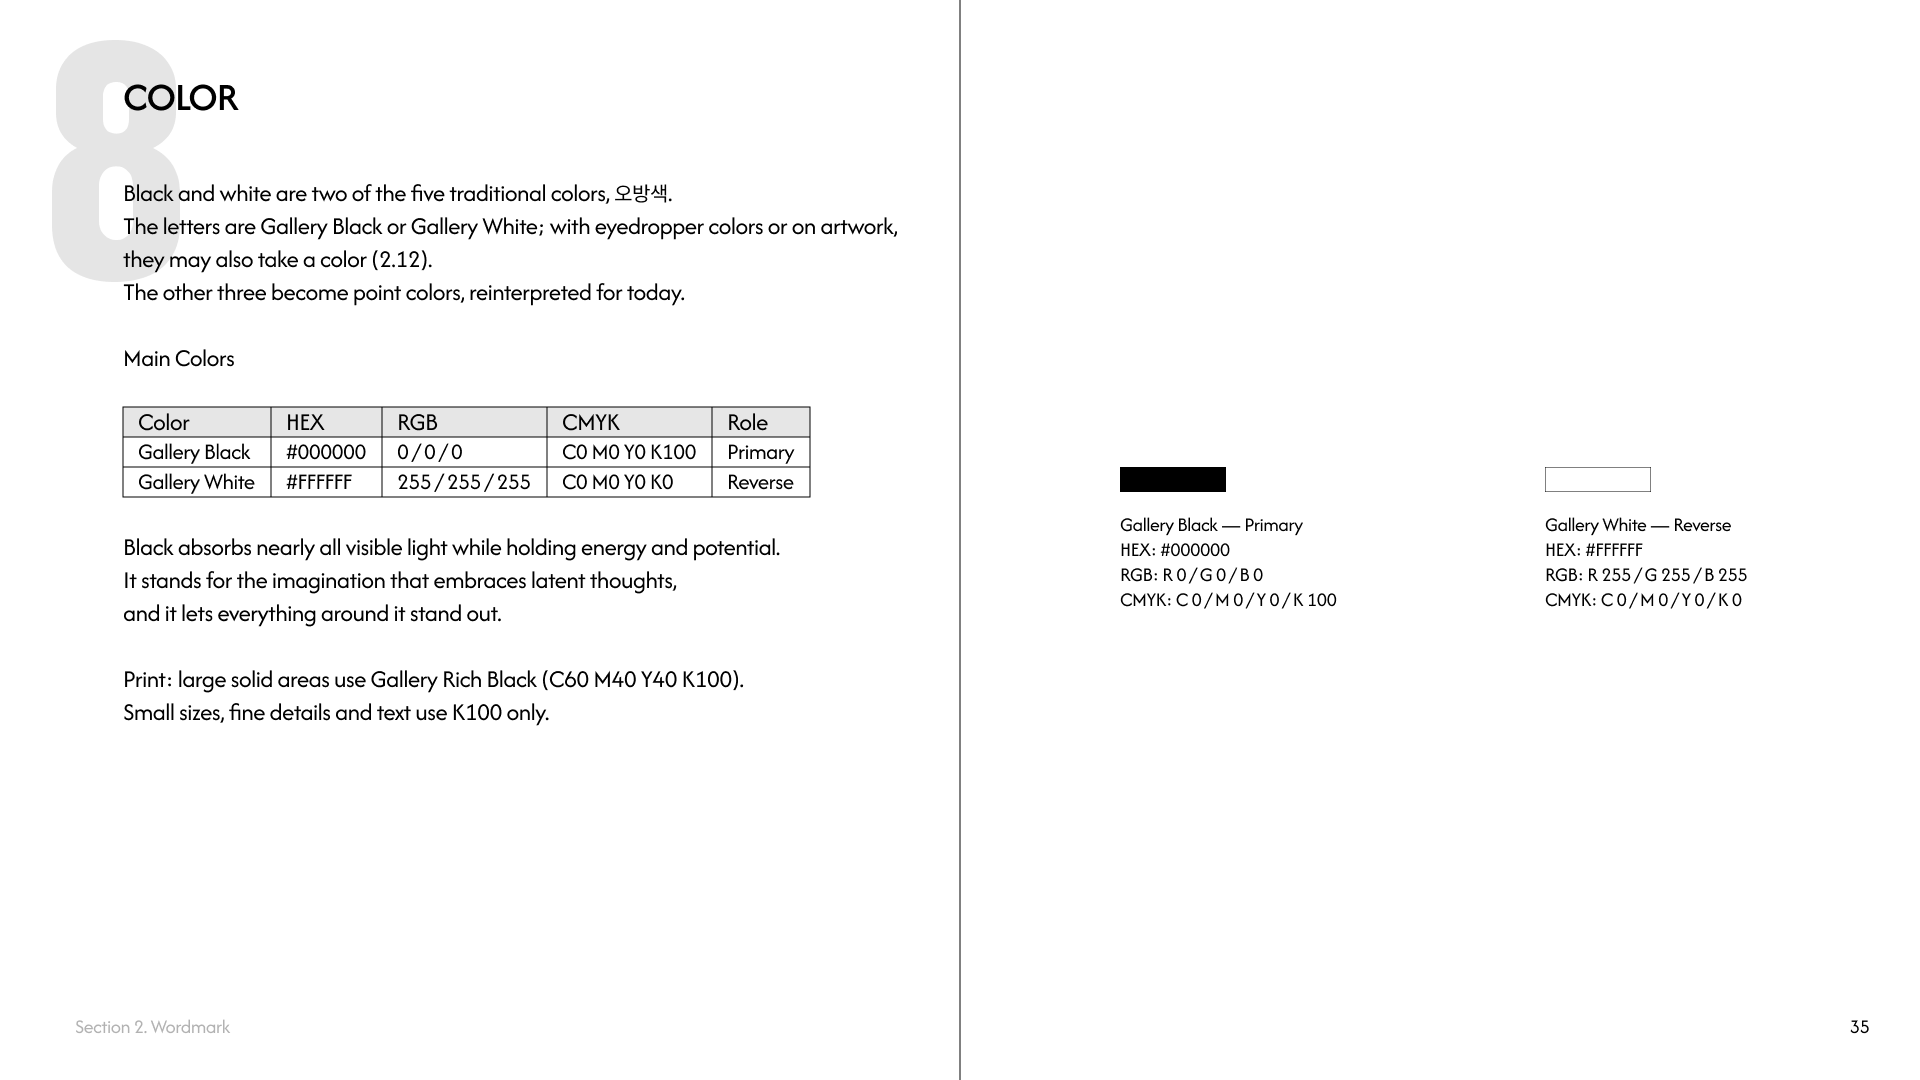 8
COLOR
Black and white are two of the five traditional colors, 오방색.
The letters are Gallery Black or Gallery White; with eyedropper colors or on artwork,
they may also take a color (2.12).
The other three become point colors, reinterpreted for today.
Main Colors
Color HEX RGB CMYK Role
Gallery Black #000000 0/0/0 C0 M0 Y0 K100 Primary
Gallery White #FFFFFF 255/255/255 C0 M0 Y0 K0 Reverse
Black absorbs nearly all visible light while holding energy and potential.
It stands for the imagination that embraces latent thoughts,
and it lets everything around it stand out.
Print: large solid areas use Gallery Rich Black (C60 M40 Y40 K100).
Small sizes, fine details and text use K100 only.
Gallery Black — Primary
HEX: #000000
RGB: R 0/G 0/B 0
CMYK: C 0/M 0/Y 0/K 100
Gallery White — Reverse
HEX: #FFFFFF
RGB: R 255/G 255/B 255
CMYK: C 0/M 0/Y 0/K 0
Section 2. Wordmark
35